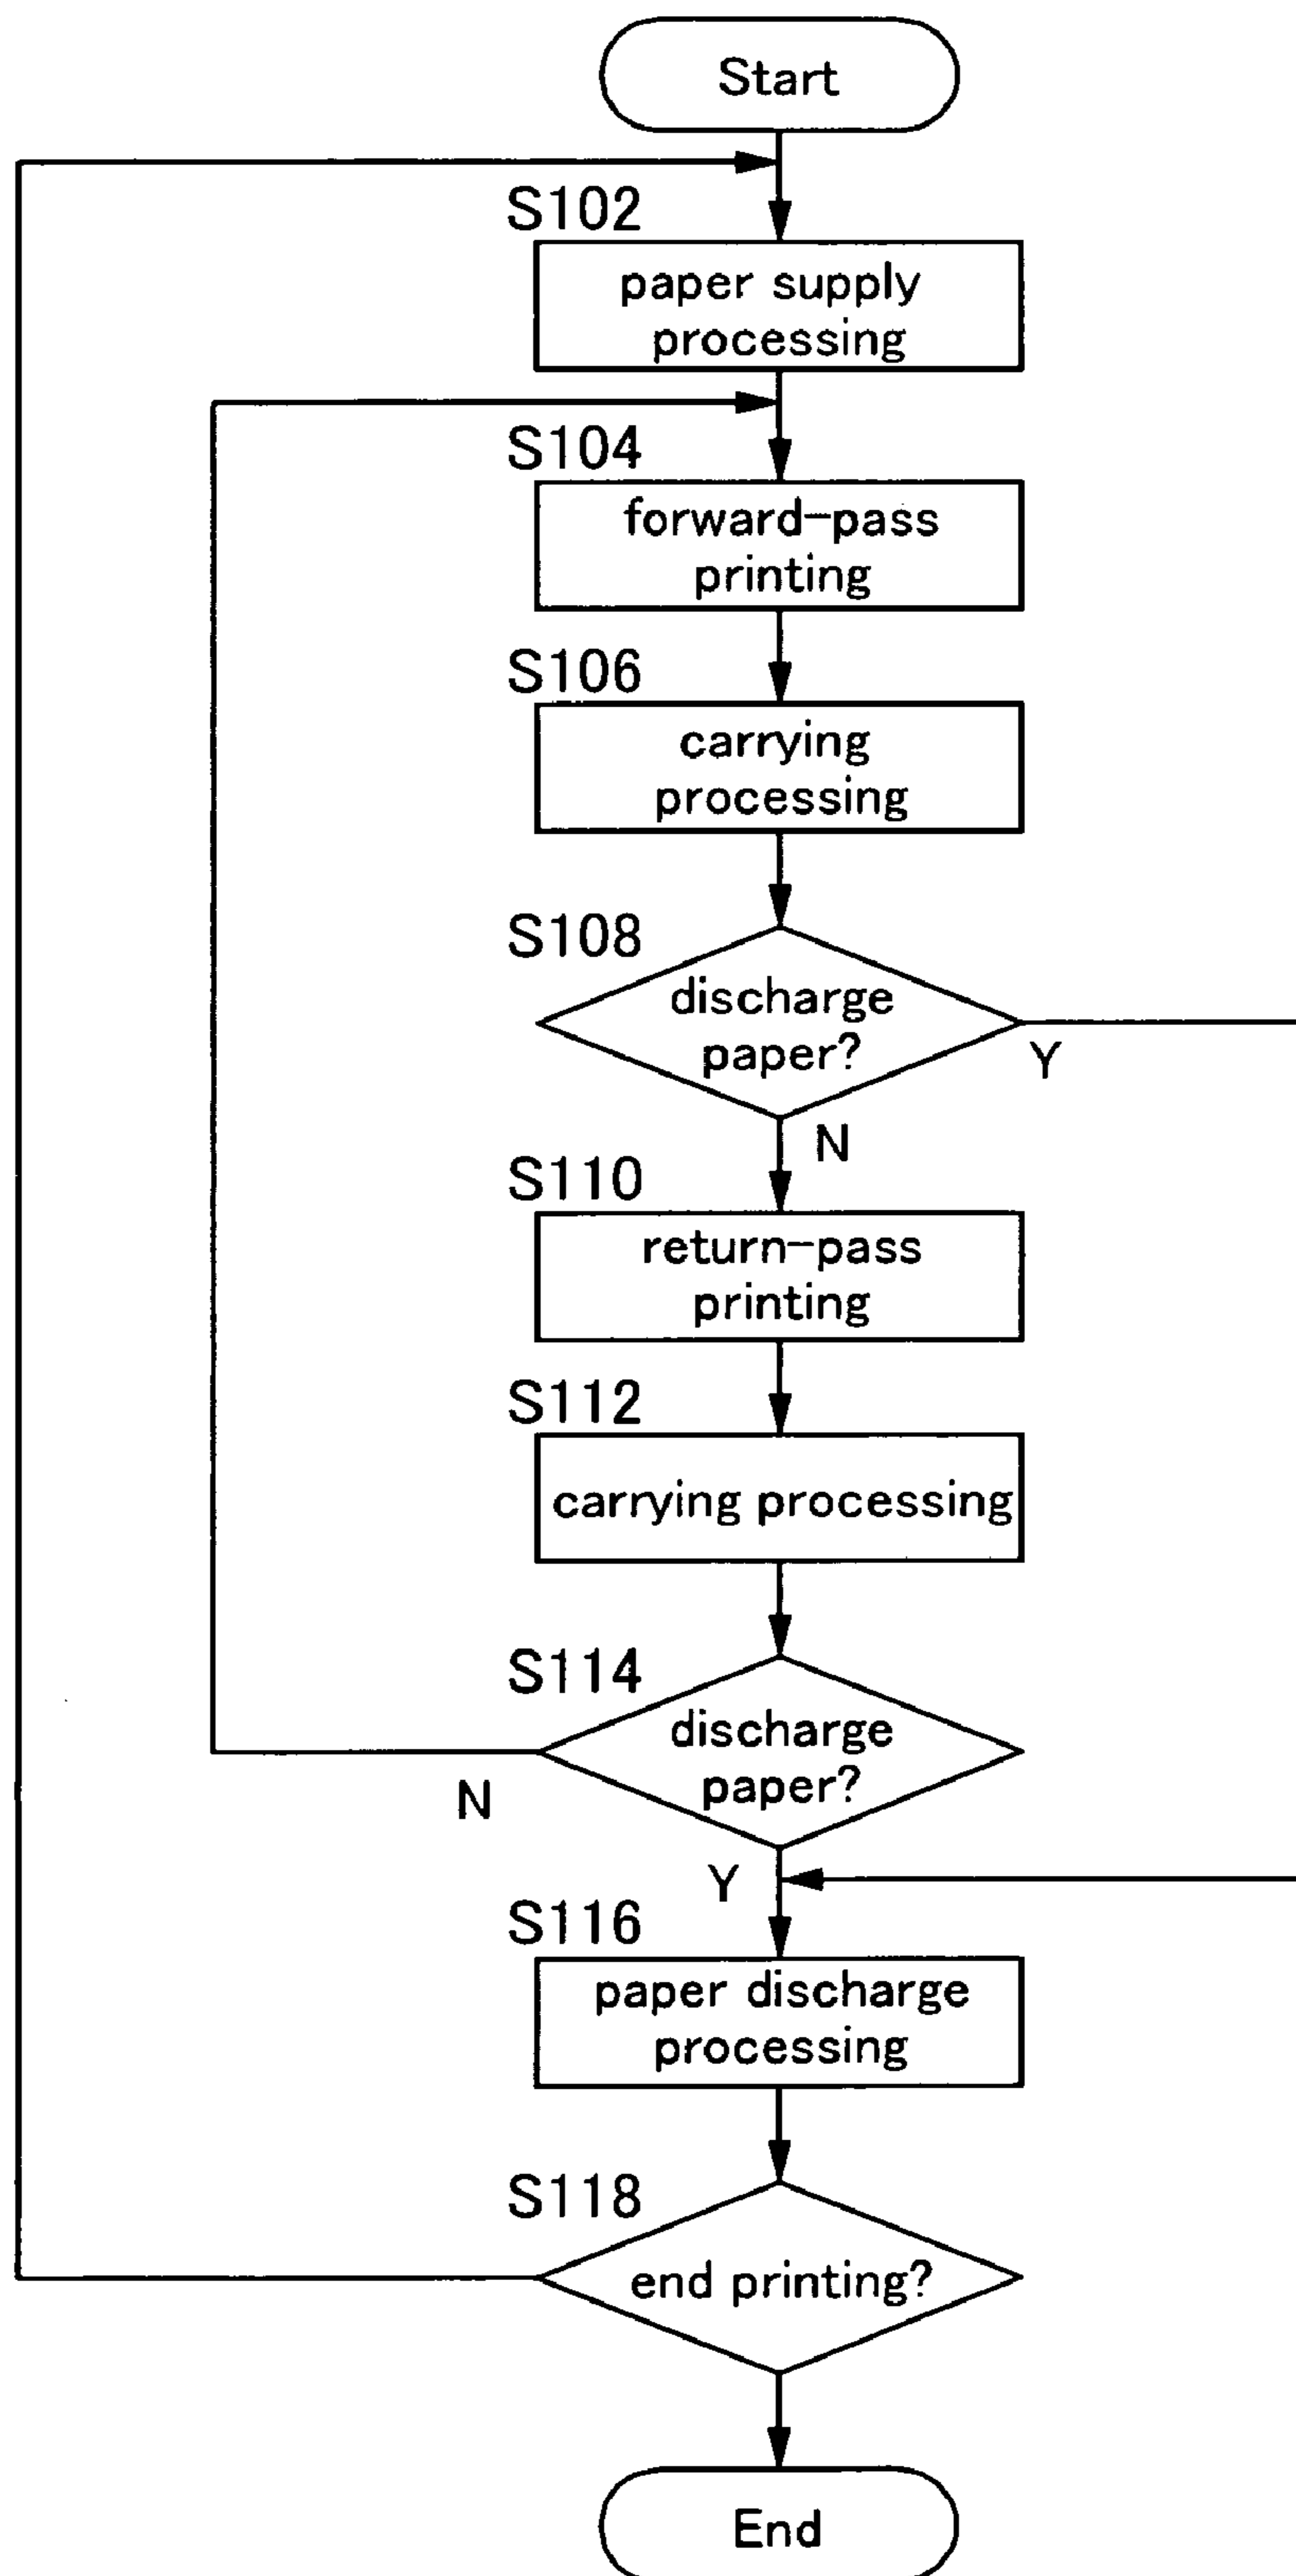 Start
S102
paper supply
processing
S104
forward-pass
printing
S106
carrying
processing
S108
discharge
paper?
Y
N
S110
return-pass
printing
S112
carrying processing
S114
discharge
paper?
N
Y
S116
paper discharge
processing
S118
end printing?
End